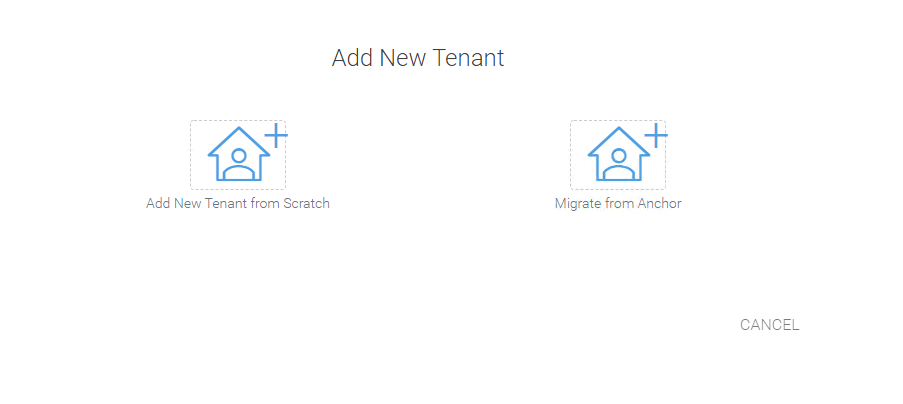 Add New Tenant
Add New Tenant from Scratch
Migrate from Anchor
CANCEL